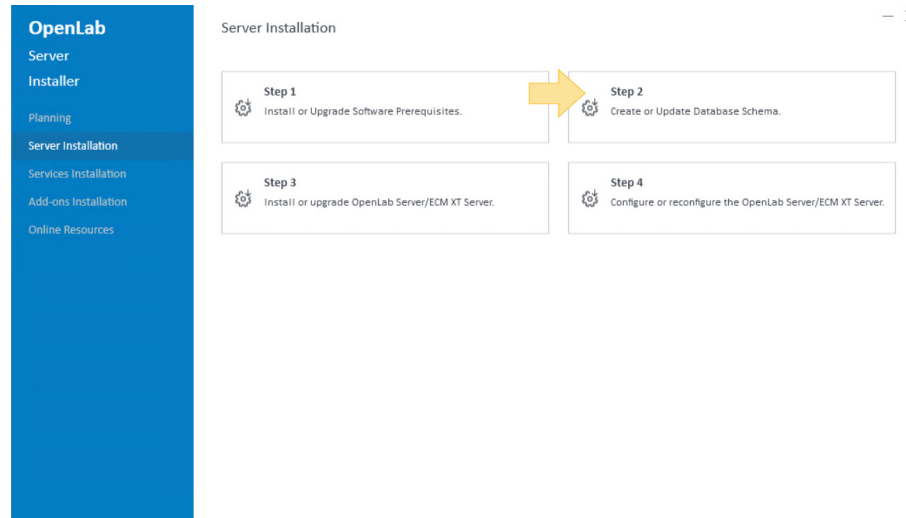 OpenLab
Server
Installer
Planning
Server Installation
Services Installation
Add-ons Installation
Online Resources
Server Installation
Step 1
Install or Upgrade Software Prerequisites.
Step 2
Create or Update Database Schema.
Step 3
Install or upgrade OpenLab Server/ECM XT Server.
Step 4
Configure or reconfigure the OpenLab Server/ECM XT Server.